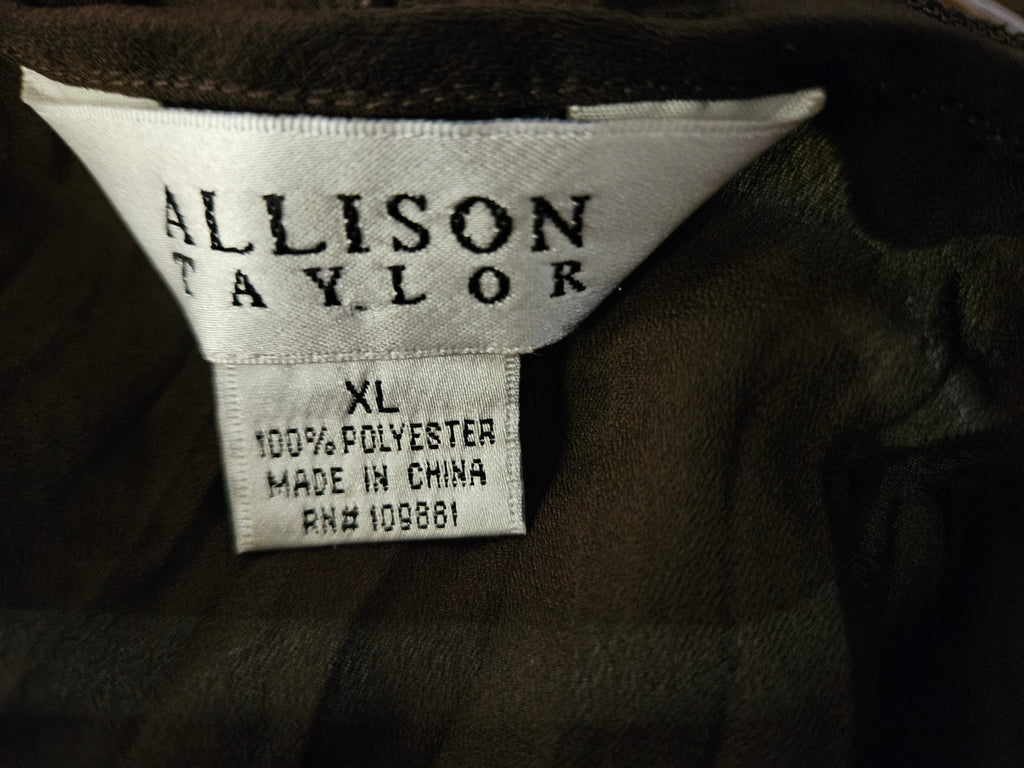 ALLISON
TAYLOR
XL
100% POLYESTER
MADE IN CHINA
RN# 109881